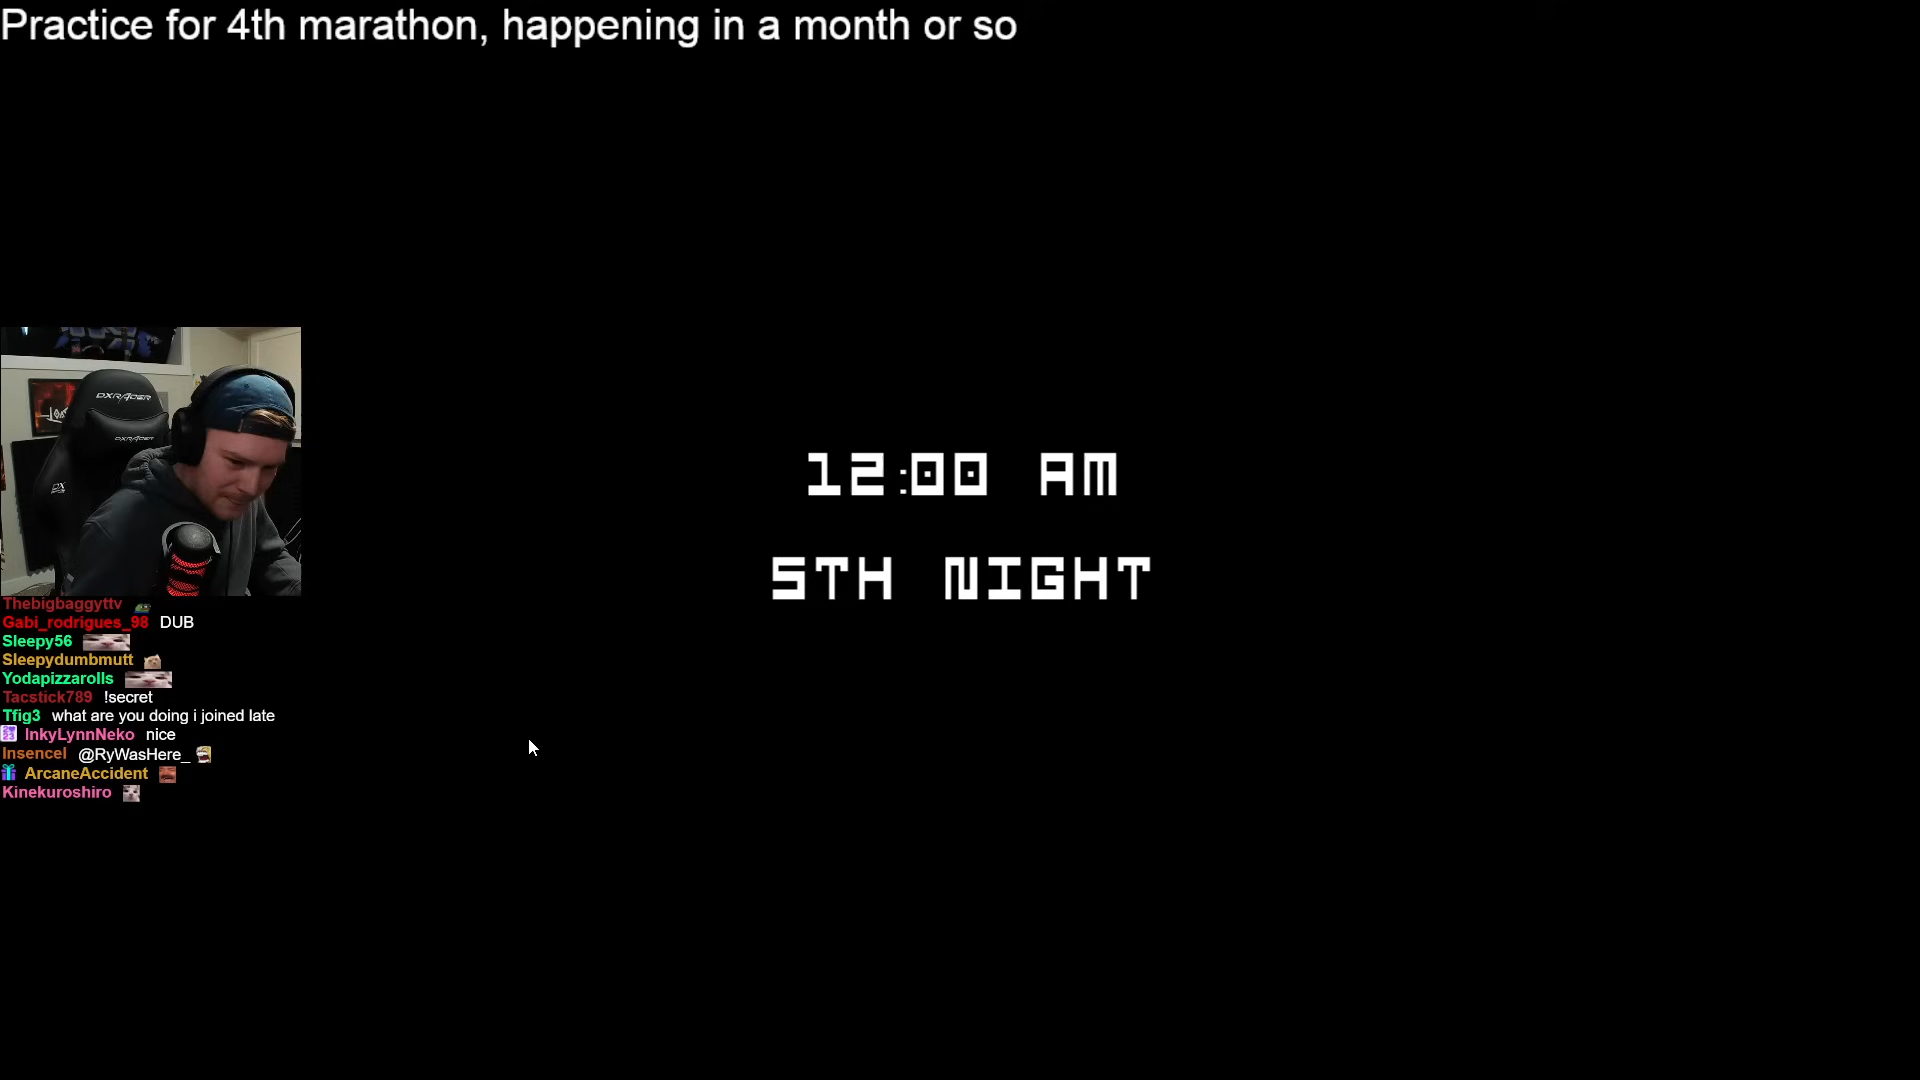 Practice for 4th marathon, happening in a month or so
DXRACER
DXRACER
12:00 AM
5TH NIGHT
Thebigbaggyttv
Gabi_rodrigues_98 DUB
Sleepy56
Sleepydumbmutt
Yodapizzarolls
Tacstick789 !secret
Tfig3 what are you doing i joined late
InkyLynnNeko nice
Insencel @RyWasHere_
ArcaneAccident
Kinekuroshiro